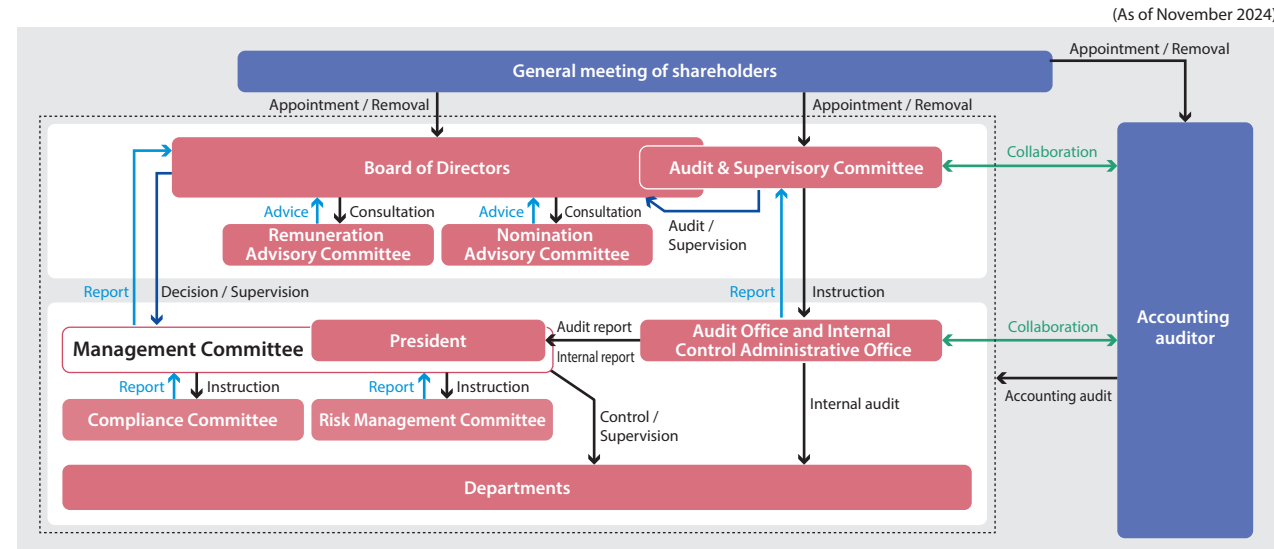 (As of November 2024)
Appointment / Removal
General meeting of shareholders
Appointment / Removal
Appointment / Removal
Board of Directors
Audit & Supervisory Committee
Collaboration
Advice
Consultation
Advice
Consultation
Audit /
Supervision
Remuneration
Advisory Committee
Nomination
Advisory Committee
Report
Decision / Supervision
Report
Instruction
Management Committee
President
Audit report
Internal report
Audit Office and Internal
Control Administrative Office
Collaboration
Accounting
auditor
Report
Instruction
Report
Instruction
Accounting audit
Compliance Committee
Risk Management Committee
Control /
Supervision
Internal audit
Departments